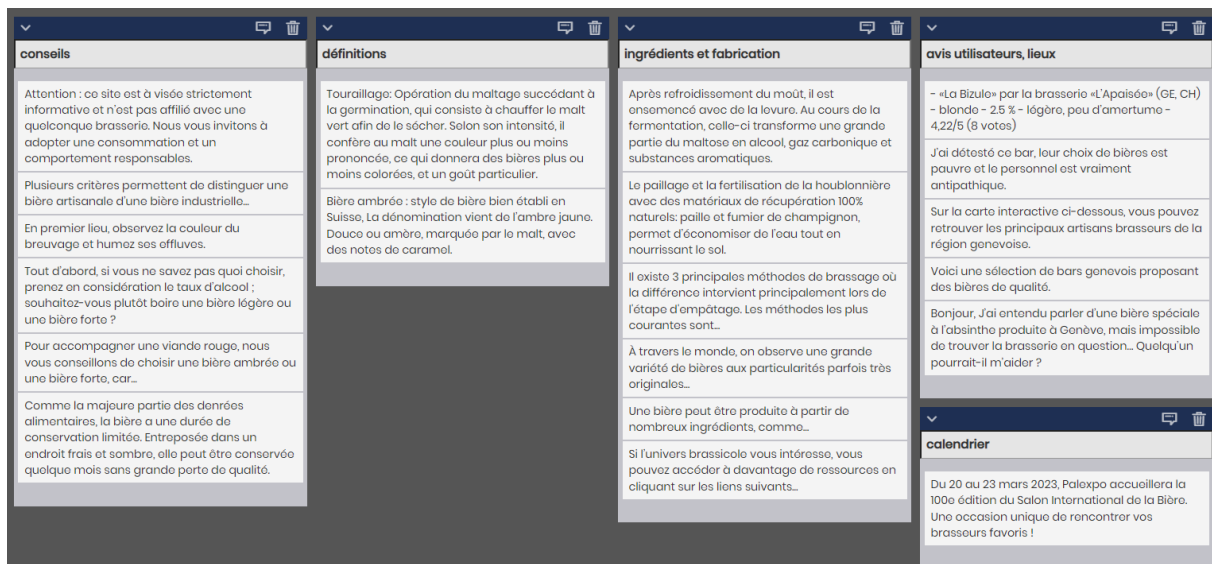 conseils
Attention : ce site est à visée strictement
informative et n'est pas affilié avec une
quelconque brasserie. Nous vous invitons à
adopter une consommation et un
comportement responsables.
Plusieurs critères permettent de distinguer une
bière artisanale d'une bière industrielle...
En premier lieu, observez la couleur du
breuvage et humez ses effluves.
Tout d'abord, si vous ne savez pas quoi choisir,
prenez en considération le taux d'alcool ;
souhaitez-vous plutôt boire une bière légère ou
une bière forte ?
Pour accompagner une viande rouge, nous
vous conseillons de choisir une bière ambrée ou
une bière forte, car...
Comme la majeure partie des denrées
alimentaires, la bière a une durée de
conservation limitée. Entreposée dans un
endroit frais et sombre, elle peut être conservée
quelque mois sans grande perte de qualité.
définitions
Touraillage: Opération du maltage succédant à
la germination, qui consiste à chauffer le malt
vert afin de le sécher. Selon son intensité, il
confère au malt une couleur plus ou moins
prononcée, ce qui donnera des bières plus ou
moins colorées, et un goût particulier.
Bière ambrée : style de bière bien établi en
Suisse, La dénomination vient de l'ambre jaune.
Douce ou amère, marquée par le malt, avec
des notes de caramel.
ingrédients et fabrication
Après refroidissement du moût, il est
ensemencé avec de la levure. Au cours de la
fermentation, celle-ci transforme une grande
partie du maltose en alcool, gaz carbonique et
substances aromatiques.
Le paillage et la fertilisation de la houblonnière
avec des matériaux de récupération 100%
naturels: paille et fumier de champignon,
permet d'économiser de l'eau tout en
nourrissant le sol.
Il existe 3 principales méthodes de brassage où
la différence intervient principalement lors de
l'étape d'empâtage. Les méthodes les plus
courantes sont...
À travers le monde, on observe une grande
variété de bières aux particularités parfois très
originales...
Une bière peut être produite à partir de
nombreux ingrédients, comme...
Si l'univers brassicole vous intéresse, vous
pouvez accéder à davantage de ressources en
cliquant sur les liens suivants...
avis utilisateurs, lieux
- «La Bizule» par la brasserie «L'Apaisée» (GE, CH)
- blonde - 2.5 % - légère, peu d'amertume -
4,22/5 (8 votes)
J'ai détesté ce bar, leur choix de bières est
pauvre et le personnel est vraiment
antipathique.
Sur la carte interactive ci-dessous, vous pouvez
retrouver les principaux artisans brasseurs de la
région genevoise.
Voici une sélection de bars genevois proposant
des bières de qualité.
Bonjour, J'ai entendu parler d'une bière spéciale
à l'absinthe produite à Genève, mais impossible
de trouver la brasserie en question... Quelqu'un
pourrait-il m'aider ?
calendrier
Du 20 au 23 mars 2023, Palexpo accueillera la
100e édition du Salon International de la Bière.
Une occasion unique de rencontrer vos
brasseurs favoris !